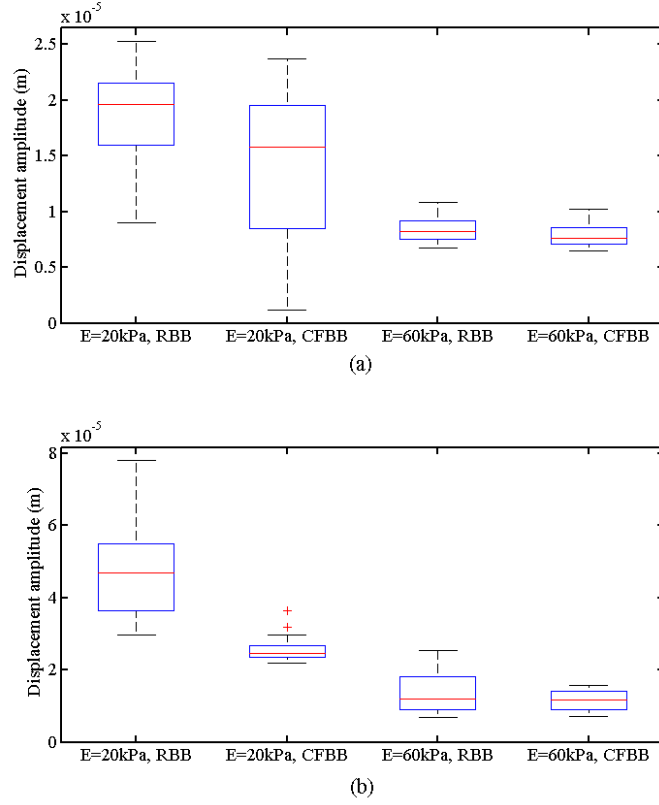 x 10-5
2.5
2
1.5
1
0.5
0
Displacement amplitude (m)
E=20kPa, RBB E=20kPa, CFBB E=60kPa, RBB E=60kPa, CFBB
(a)
x 10-5
8
6
4
2
0
Displacement amplitude (m)
E=20kPa, RBB E=20kPa, CFBB E=60kPa, RBB E=60kPa, CFBB
(b)